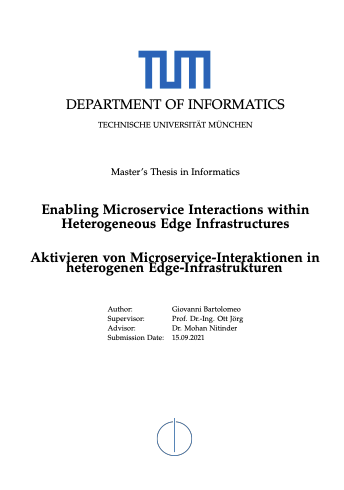 TUM
DEPARTMENT OF INFORMATICS
TECHNISCHE UNIVERSITÄT MÜNCHEN
Master's Thesis in Informatics
Enabling Microservice Interactions within
Heterogeneous Edge Infrastructures
Aktivieren von Microservice-Interaktionen in
heterogenen Edge-Infrastrukturen
Author: Giovanni Bartolomeo
Supervisor: Prof. Dr.-Ing. Ott Jörg
Advisor: Dr. Mohan Nitinder
Submission Date: 15.09.2021